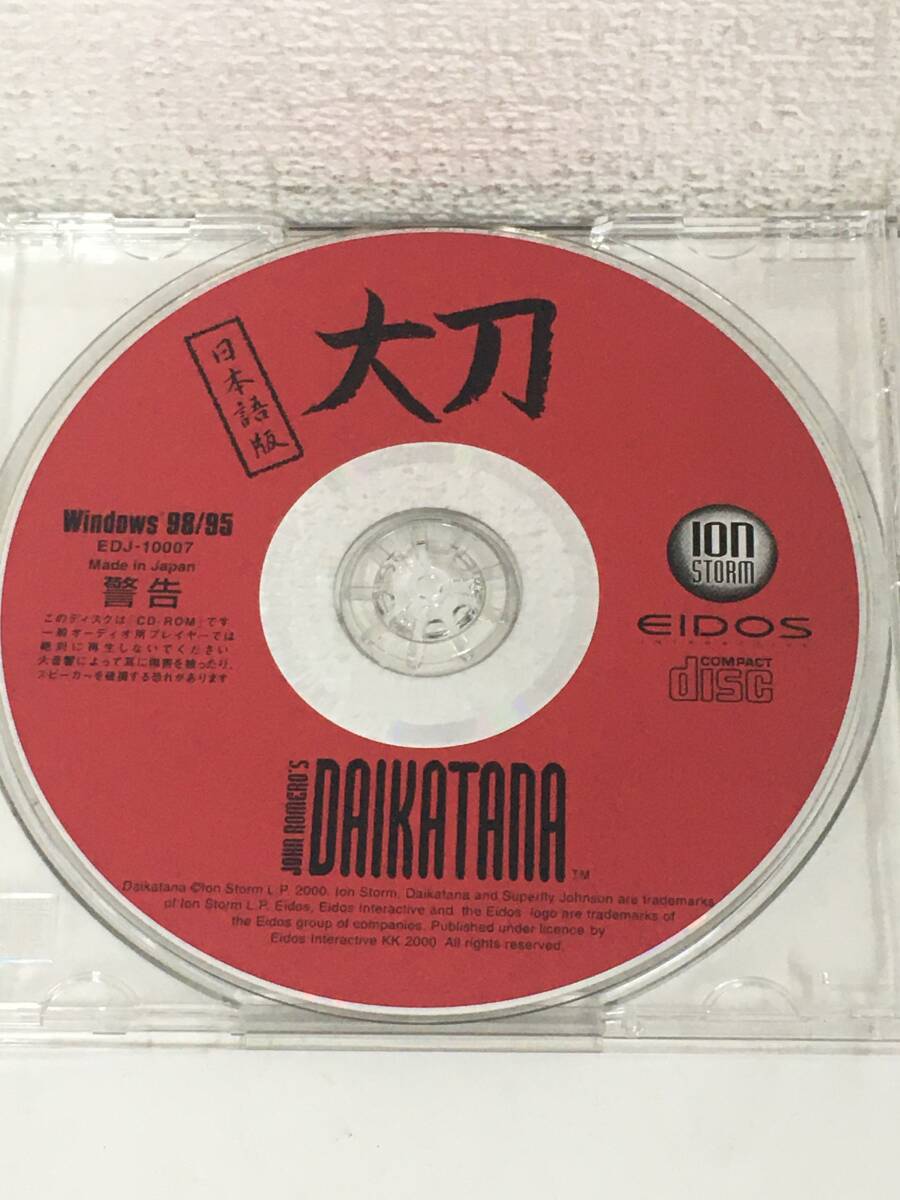 大刀
日本語版
Windows® 98/95
EDJ-10007
Made in Japan
警告
このディスクは「CD-ROM」です
一般オーディオ用プレイヤーでは
絶対に再生しないでください
大音響によって耳に障害を被ったり、
スピーカーを破損する恐れがあります
ION
STORM
EIDOS
INTERACTIVE
COMPACT
disc
JOHN ROMERO'S
DAIKATANA™
Daikatana ©Ion Storm L.P. 2000. Ion Storm, Daikatana and Superfly Johnson are trademarks
of Ion Storm L.P. Eidos, Eidos Interactive and the Eidos logo are trademarks of
the Eidos group of companies. Published under licence by
Eidos Interactive KK 2000 All rights reserved.